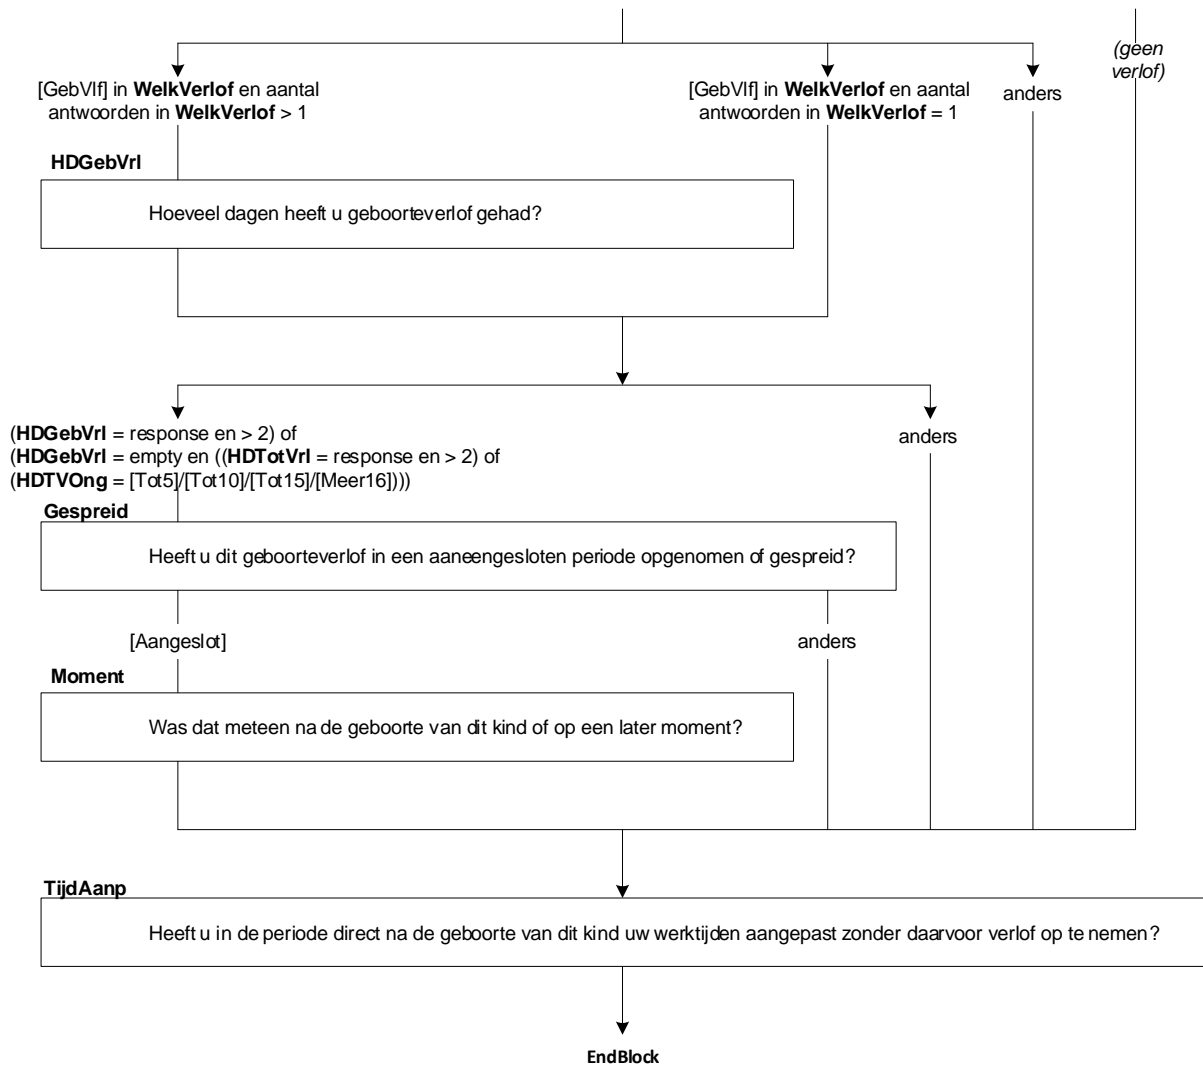 (geen
verlof)
[GebVlf] in WelkVerlof en aantal
antwoorden in WelkVerlof > 1
[GebVlf] in WelkVerlof en aantal
antwoorden in WelkVerlof = 1
anders
HDGebVrl
Hoeveel dagen heeft u geboorteverlof gehad?
(HDGebVrl = response en > 2) of
(HDGebVrl = empty en ((HDTotVrl = response en > 2) of
(HDTVOng = [Tot5]/[Tot10]/[Tot15]/[Meer16])))
anders
Gespreid
Heeft u dit geboorteverlof in een aaneengesloten periode opgenomen of gespreid?
[Aangeslot]
anders
Moment
Was dat meteen na de geboorte van dit kind of op een later moment?
TijdAanp
Heeft u in de periode direct na de geboorte van dit kind uw werktijden aangepast zonder daarvoor verlof op te nemen?
EndBlock